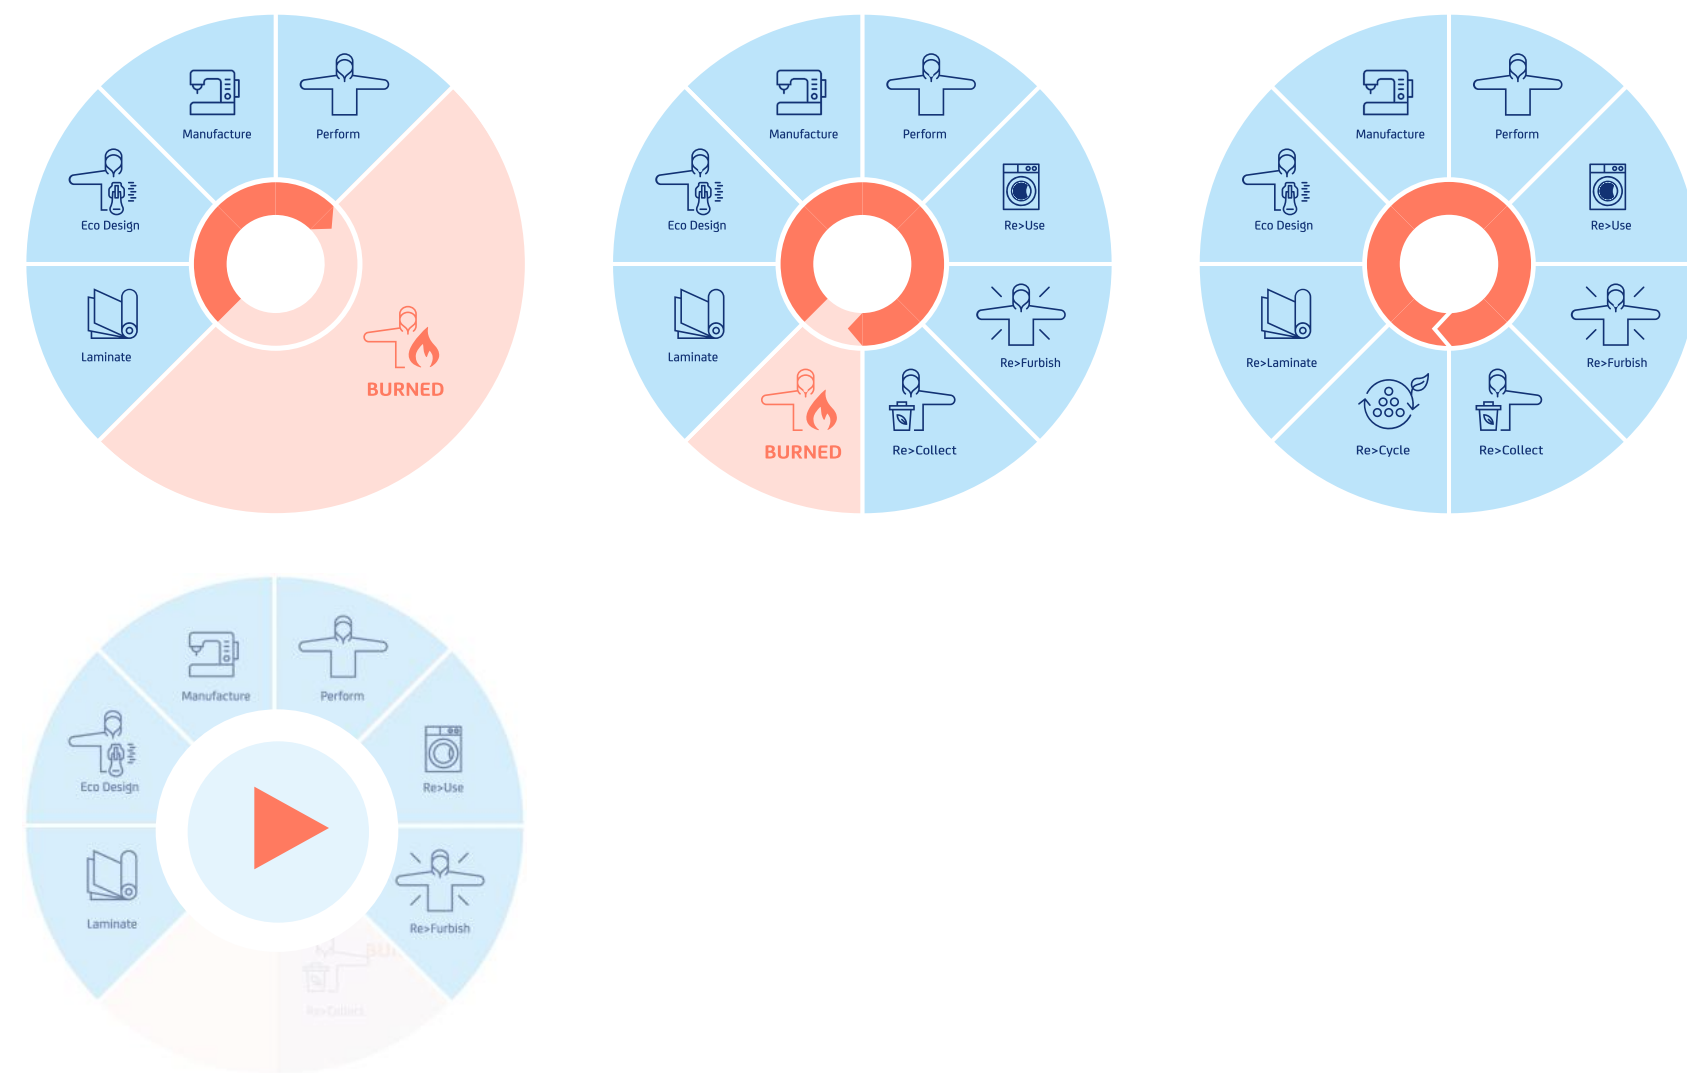 Manufacture
Perform
Eco Design
Laminate
BURNED
Manufacture
Perform
Eco Design
Re>Use
Laminate
Re>Furbish
BURNED
Re>Collect
Manufacture
Perform
Eco Design
Re>Use
Re>Laminate
Re>Furbish
Re>Cycle
Re>Collect
Manufacture
Perform
Eco Design
Re>Use
Laminate
Re>Furbish
Re>Collect